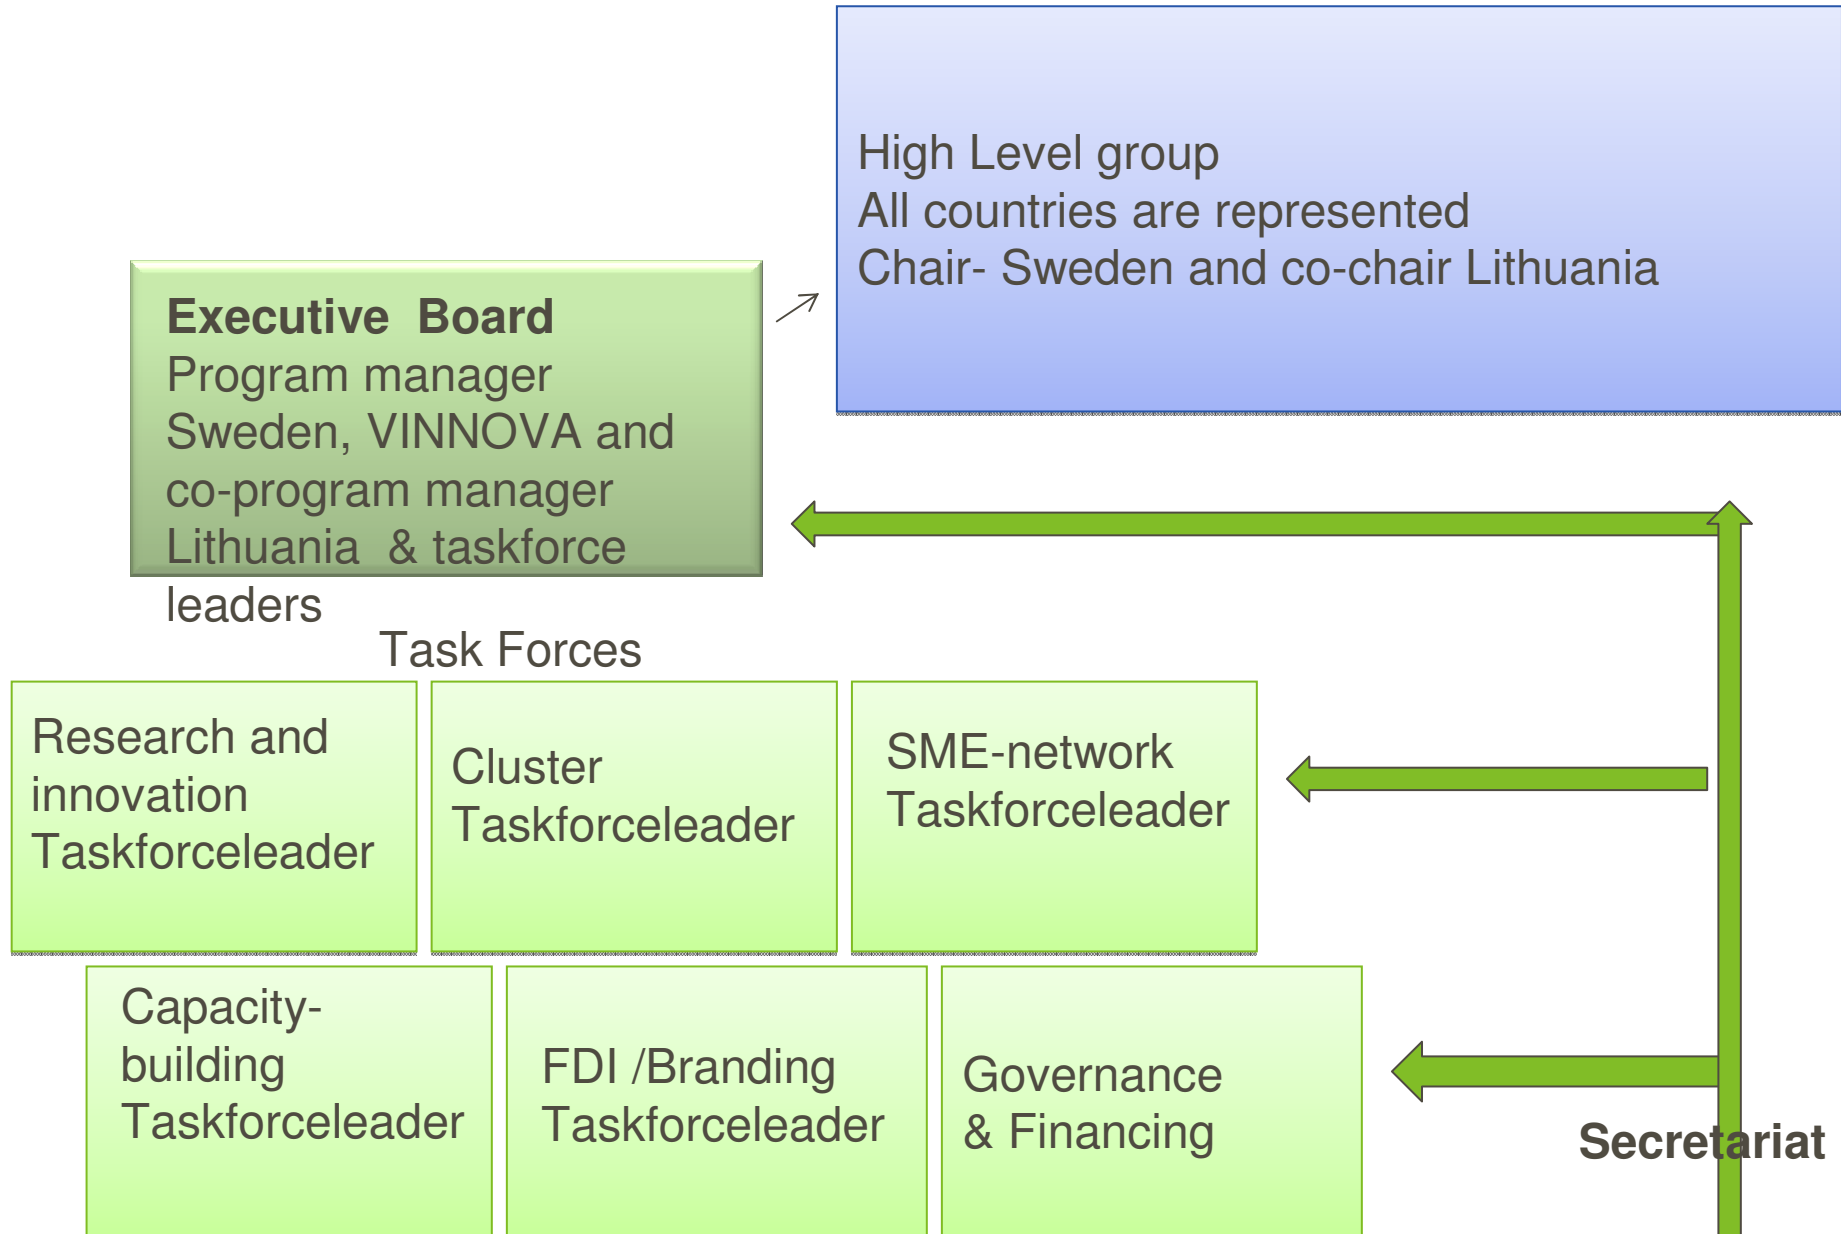 High Level group
All countries are represented
Chair- Sweden and co-chair Lithuania
Executive Board
Program manager
Sweden, VINNOVA and
co-program manager
Lithuania & taskforce
leaders
Task Forces
Research and
innovation
Taskforceleader
Cluster
Taskforceleader
SME-network
Taskforceleader
Capacity-
building
Taskforceleader
FDI /Branding
Taskforceleader
Governance
& Financing
Secretariat